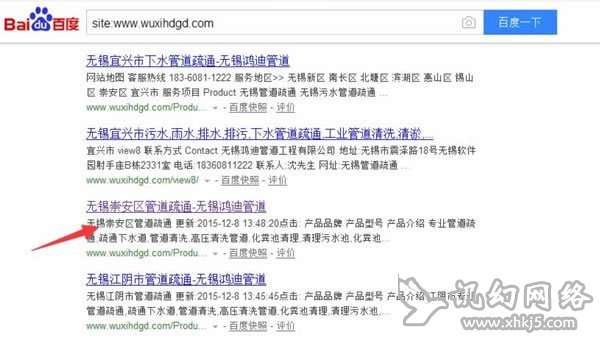 Bai du 百度
site:www.wuxihdgd.com
百度一下
无锡宜兴市下水管道疏通-无锡鸿迪管道
网站地图 客服热线 183-6081-1222 服务地区>> 无锡新区 南长区 北塘区 滨湖区 惠山区 锡山
区 崇安区 宜兴市 服务项目 Product 无锡管道疏通 无锡污水管道疏通...
www.wuxihdgd.com/Produ... - 百度快照 - 评价
无锡宜兴市污水,雨水,排水,排污,下水管道疏通,工业管道清洗,清淤,...
宜兴市 view8 联系方式 Contact 无锡鸿迪管道工程有限公司 地址:无锡市震泽路18号无锡软件
园射手座B栋2331室 电话:18360811222 联系人:沈先生 网址:...
www.wuxihdgd.com/view8/ - 百度快照 - 评价
无锡崇安区管道疏通-无锡鸿迪管道
无锡崇安区管道疏通 更新:2015-12-8 13:48:20点击: 产品品牌 产品型号 产品介绍 专业管道疏
通,疏通下水道,管道清洗,高压清洗管道,化粪池清理,清理污水池,化粪池...
www.wuxihdgd.com/Produ... - 百度快照 - 评价
无锡江阴市管道疏通-无锡鸿迪管道
无锡江阴市管道疏通 更新:2015-12-8 13:45:45点击: 产品品牌 产品型号 产品介绍 江阴市专业
管道疏通,疏通下水道,管道清洗,高压清洗管道,化粪池清理,清理...
www.wuxihdgd.com/Produ... - 百度快照 - 评价
讯幻网络
www.xhkj5.com